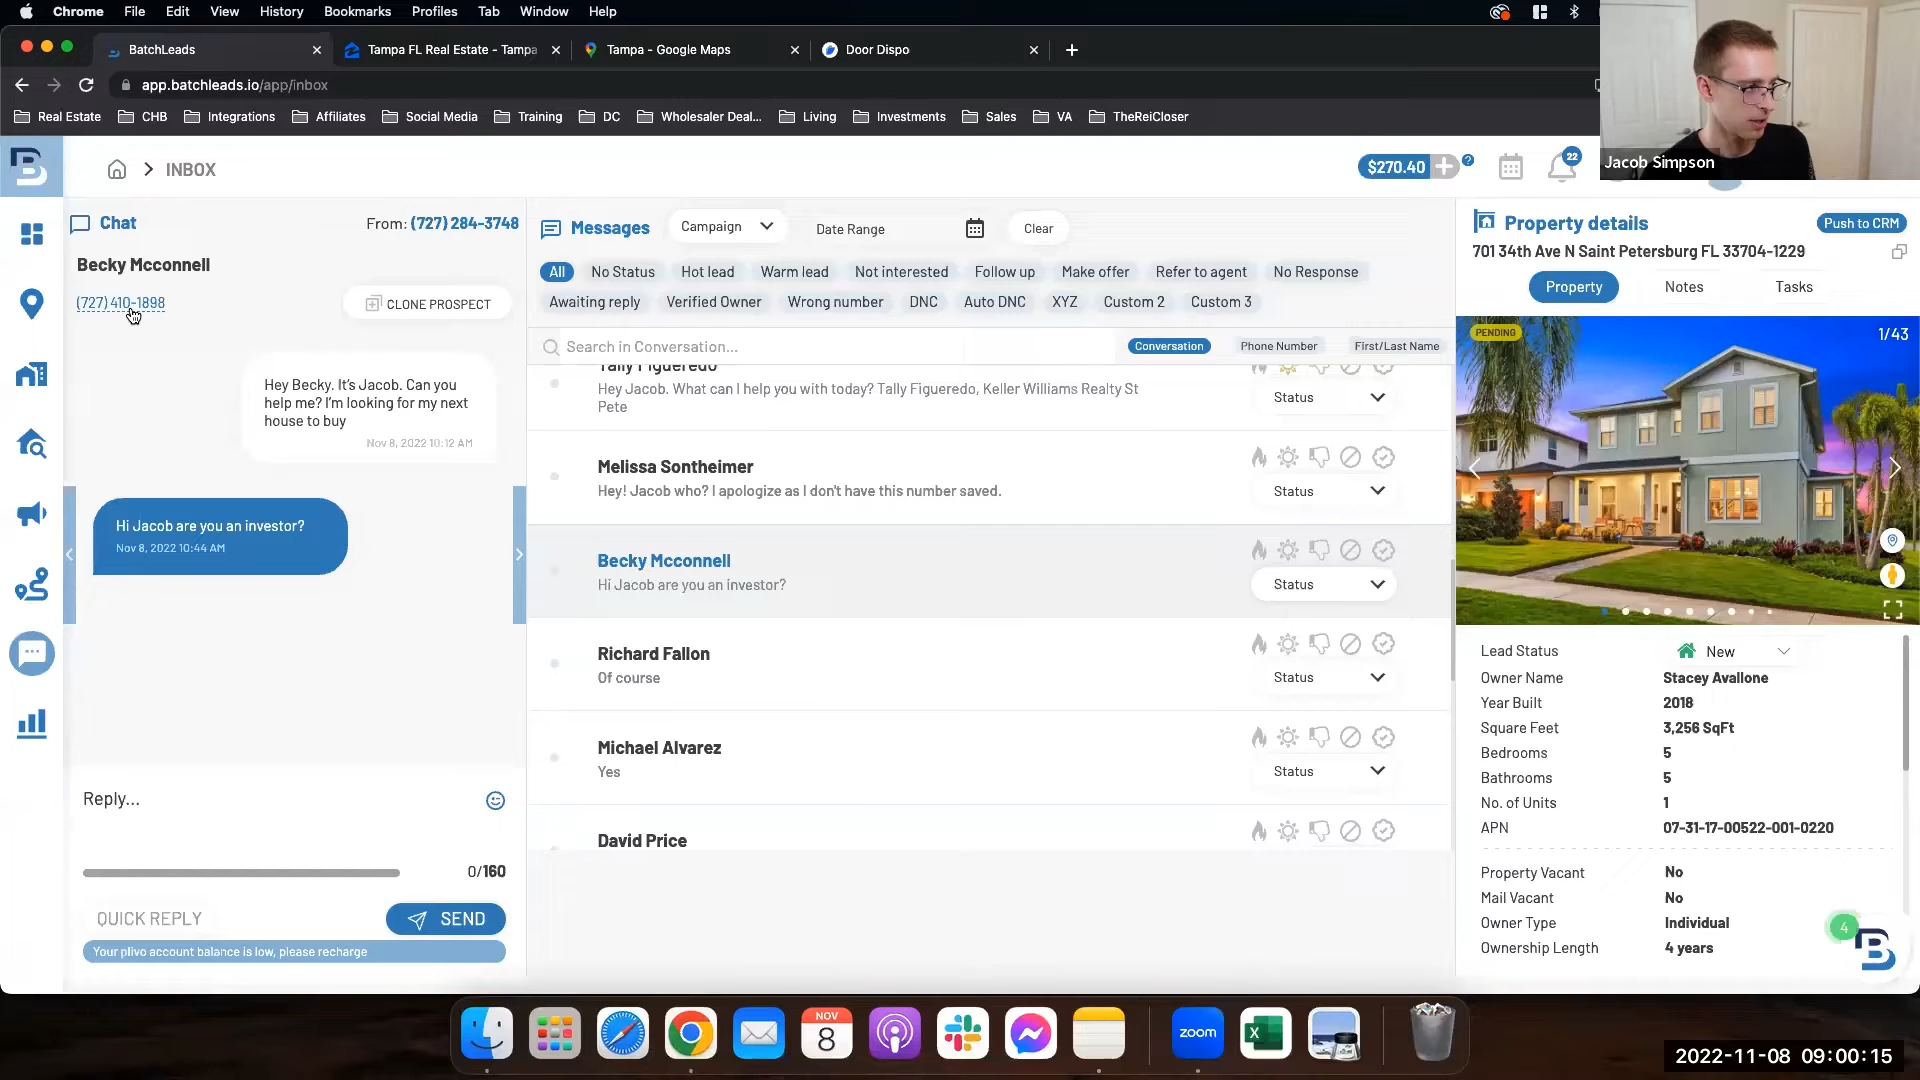 Chrome File Edit View History Bookmarks Profiles Tab Window Help
BatchLeads
Tampa FL Real Estate - Tampa
Tampa - Google Maps
Door Dispo
app.batchleads.io/app/inbox
Real Estate CHB Integrations Affiliates Social Media Training DC Wholesaler Deal... Living Investments Sales VA TheReiCloser
Jacob Simpson
INBOX
$270.40
?
22
Chat
From: (727) 284-3748
Becky Mcconnell
(727) 410-1898
CLONE PROSPECT
Hey Becky. It's Jacob. Can you
help me? I'm looking for my next
house to buy
Nov 8, 2022 10:12 AM
Hi Jacob are you an investor?
Nov 8, 2022 10:44 AM
Reply...
0/160
QUICK REPLY
SEND
Your plivo account balance is low, please recharge
Messages
Campaign
Date Range
Clear
All No Status Hot lead Warm lead Not interested Follow up Make offer Refer to agent No Response
Awaiting reply Verified Owner Wrong number DNC Auto DNC XYZ Custom 2 Custom 3
Search in Conversation...
Conversation Phone Number First/Last Name
Tally Figueredo
Hey Jacob. What can I help you with today? Tally Figueredo, Keller Williams Realty St
Pete
Status
Melissa Sontheimer
Hey! Jacob who? I apologize as I don't have this number saved.
Status
Becky Mcconnell
Hi Jacob are you an investor?
Status
Richard Fallon
Of course
Status
Michael Alvarez
Yes
Status
David Price
Property details
Push to CRM
701 34th Ave N Saint Petersburg FL 33704-1229
Property Notes Tasks
PENDING
1/43
Lead Status New
Owner Name Stacey Avallone
Year Built 2018
Square Feet 3,256 SqFt
Bedrooms 5
Bathrooms 5
No. of Units 1
APN 07-31-17-00522-001-0220
Property Vacant No
Mail Vacant No
Owner Type Individual
Ownership Length 4 years
4
NOV
8
zoom
X
2022-11-08 09:00:15